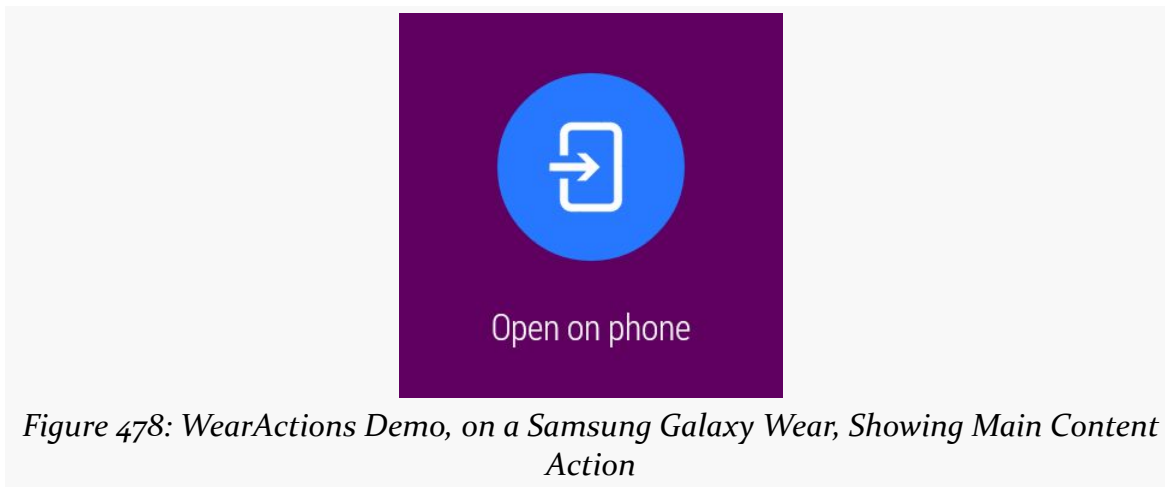 Open on phone
Figure 478: WearActions Demo, on a Samsung Galaxy Wear, Showing Main Content
Action